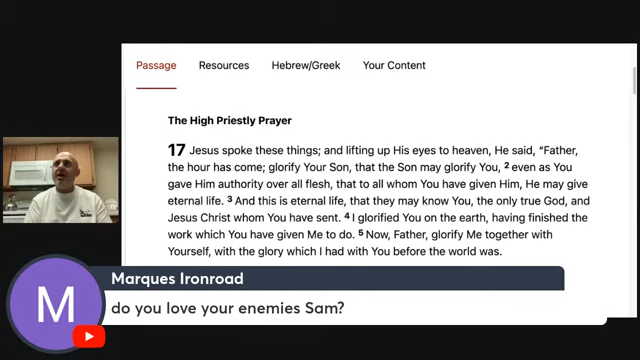 Passage Resources Hebrew/Greek Your Content
The High Priestly Prayer
17 Jesus spoke these things; and lifting up His eyes to heaven, He said, “Father,
the hour has come; glorify Your Son, that the Son may glorify You, 2 even as You
gave Him authority over all flesh, that to all whom You have given Him, He may give
eternal life. 3 And this is eternal life, that they may know You, the only true God, and
Jesus Christ whom You have sent. 4 I glorified You on the earth, having finished the
work which You have given Me to do. 5 Now, Father, glorify Me together with
Yourself, with the glory which I had with You before the world was.
Marques Ironroad
M
do you love your enemies Sam?